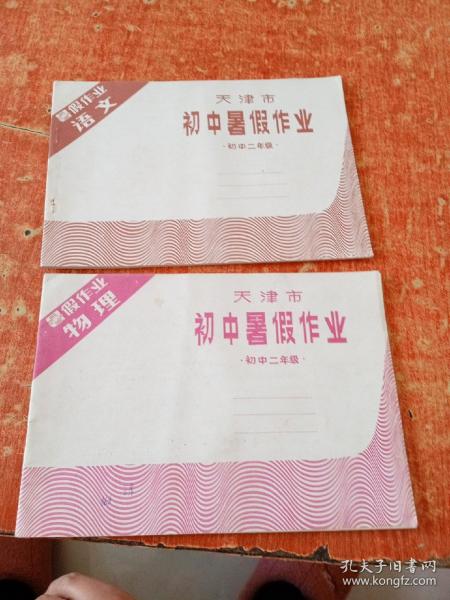 暑假作业
语文
天津市
初中暑假作业
·初中二年级·
暑假作业
物理
天津市
初中暑假作业
·初中二年级·
孔夫子旧书网
www.kongfz.com